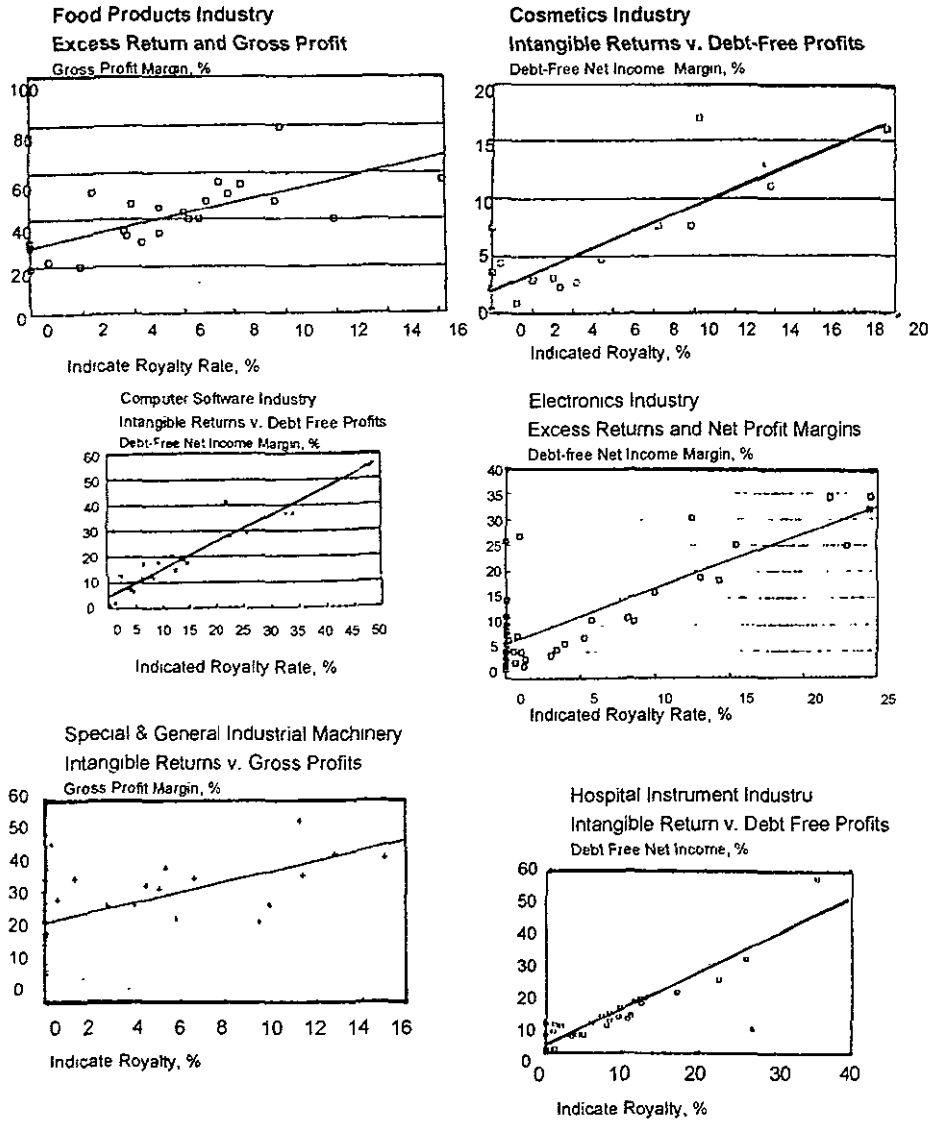 Food Products Industry
Excess Return and Gross Profit
Gross Profit Margin, %
100
80
60
40
20
0
0 2 4 6 8 10 12 14 16
Indicate Royalty Rate, %
Cosmetics Industry
Intangible Returns v. Debt-Free Profits
Debt-Free Net Income Margin, %
20
15
10
5
0
0 2 4 6 8 10 12 14 16 18 20
Indicated Royalty, %
Computer Software Industry
Intangible Returns v. Debt Free Profits
Debt-Free Net Income Margin, %
60
50
40
30
20
10
0
0 5 15 20 25 30 35 40 45 50
Indicated Royalty Rate, %
Electronics Industry
Excess Returns and Net Profit Margins
Debt-free Net Income Margin, %
40
35
30
25
20
15
10
5
0
0 5 10 15 20 25
Indicated Royalty Rate, %
Special & General Industrial Machinery
Intangible Returns v. Gross Profits
Gross Profit Margin, %
60
50
40
30
20
10
0
0 2 4 6 8 10 12 14 16
Indicate Royalty, %
Hospital Instrument Industru
Intangible Return v. Debt Free Profits
Debt Free Net Income, %
60
50
40
30
20
10
0
0 10 20 30 40
Indicate Royalty, %